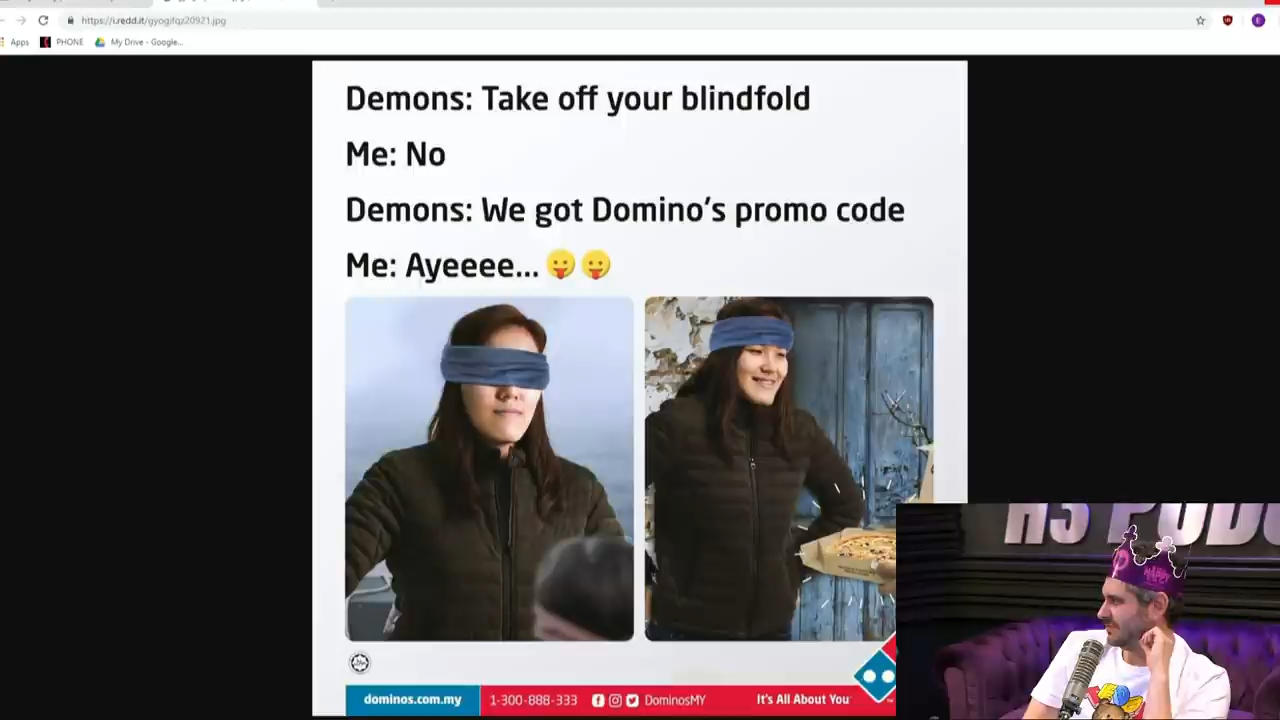 https://i.redd.it/gyogifqz20921.jpg
Apps PHONE My Drive - Google...
Demons: Take off your blindfold
Me: No
Demons: We got Domino's promo code
Me: Ayeeee... 😛😛
H3 PODC
HAPPY
dominos.com.my 1-300-888-333 DominosMY It's All About You